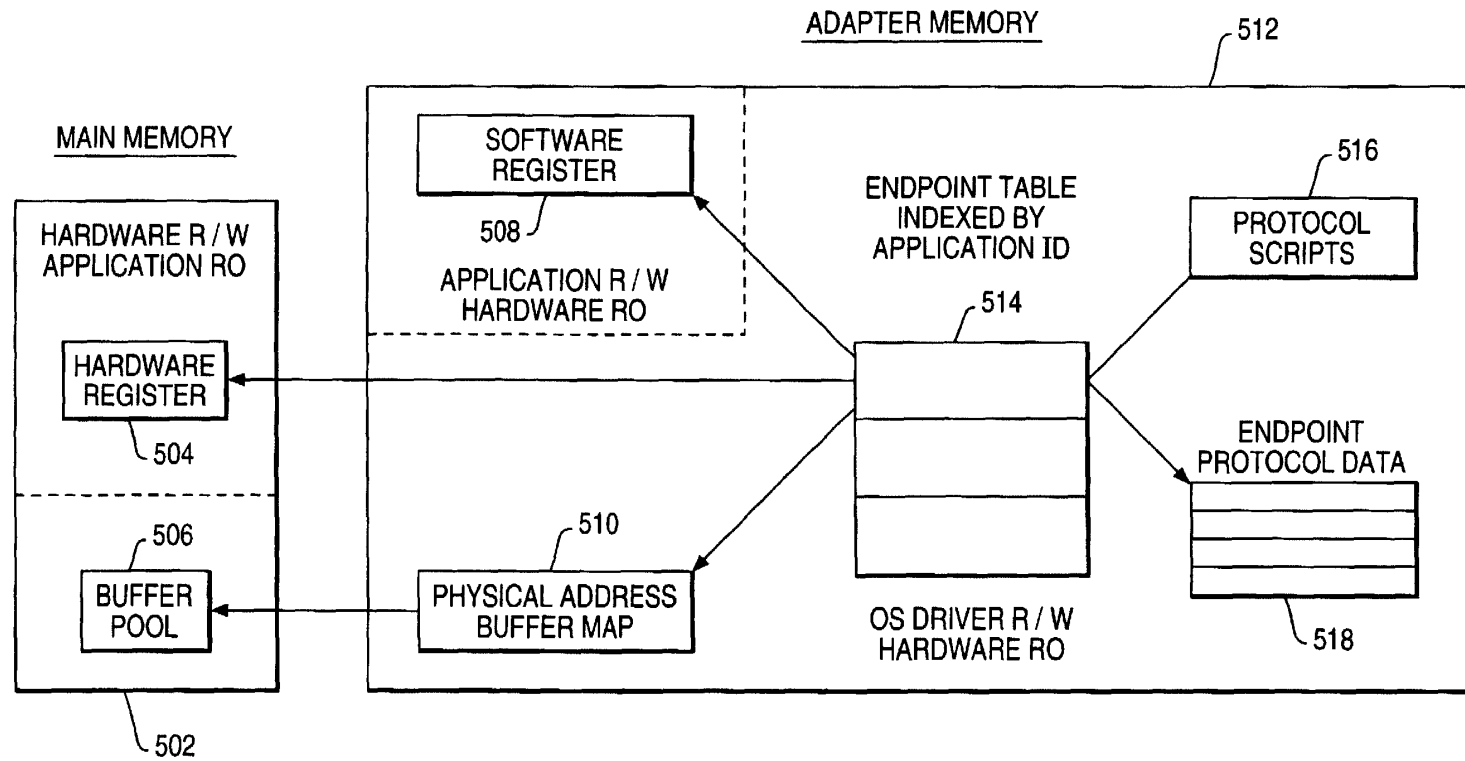 ADAPTER MEMORY
512
MAIN MEMORY
SOFTWARE
REGISTER
508
APPLICATION R / W
HARDWARE RO
ENDPOINT TABLE
INDEXED BY
APPLICATION ID
514
516
PROTOCOL
SCRIPTS
HARDWARE R / W
APPLICATION RO
HARDWARE
REGISTER
504
506
BUFFER
POOL
502
510
PHYSICAL ADDRESS
BUFFER MAP
OS DRIVER R / W
HARDWARE RO
ENDPOINT
PROTOCOL DATA
518